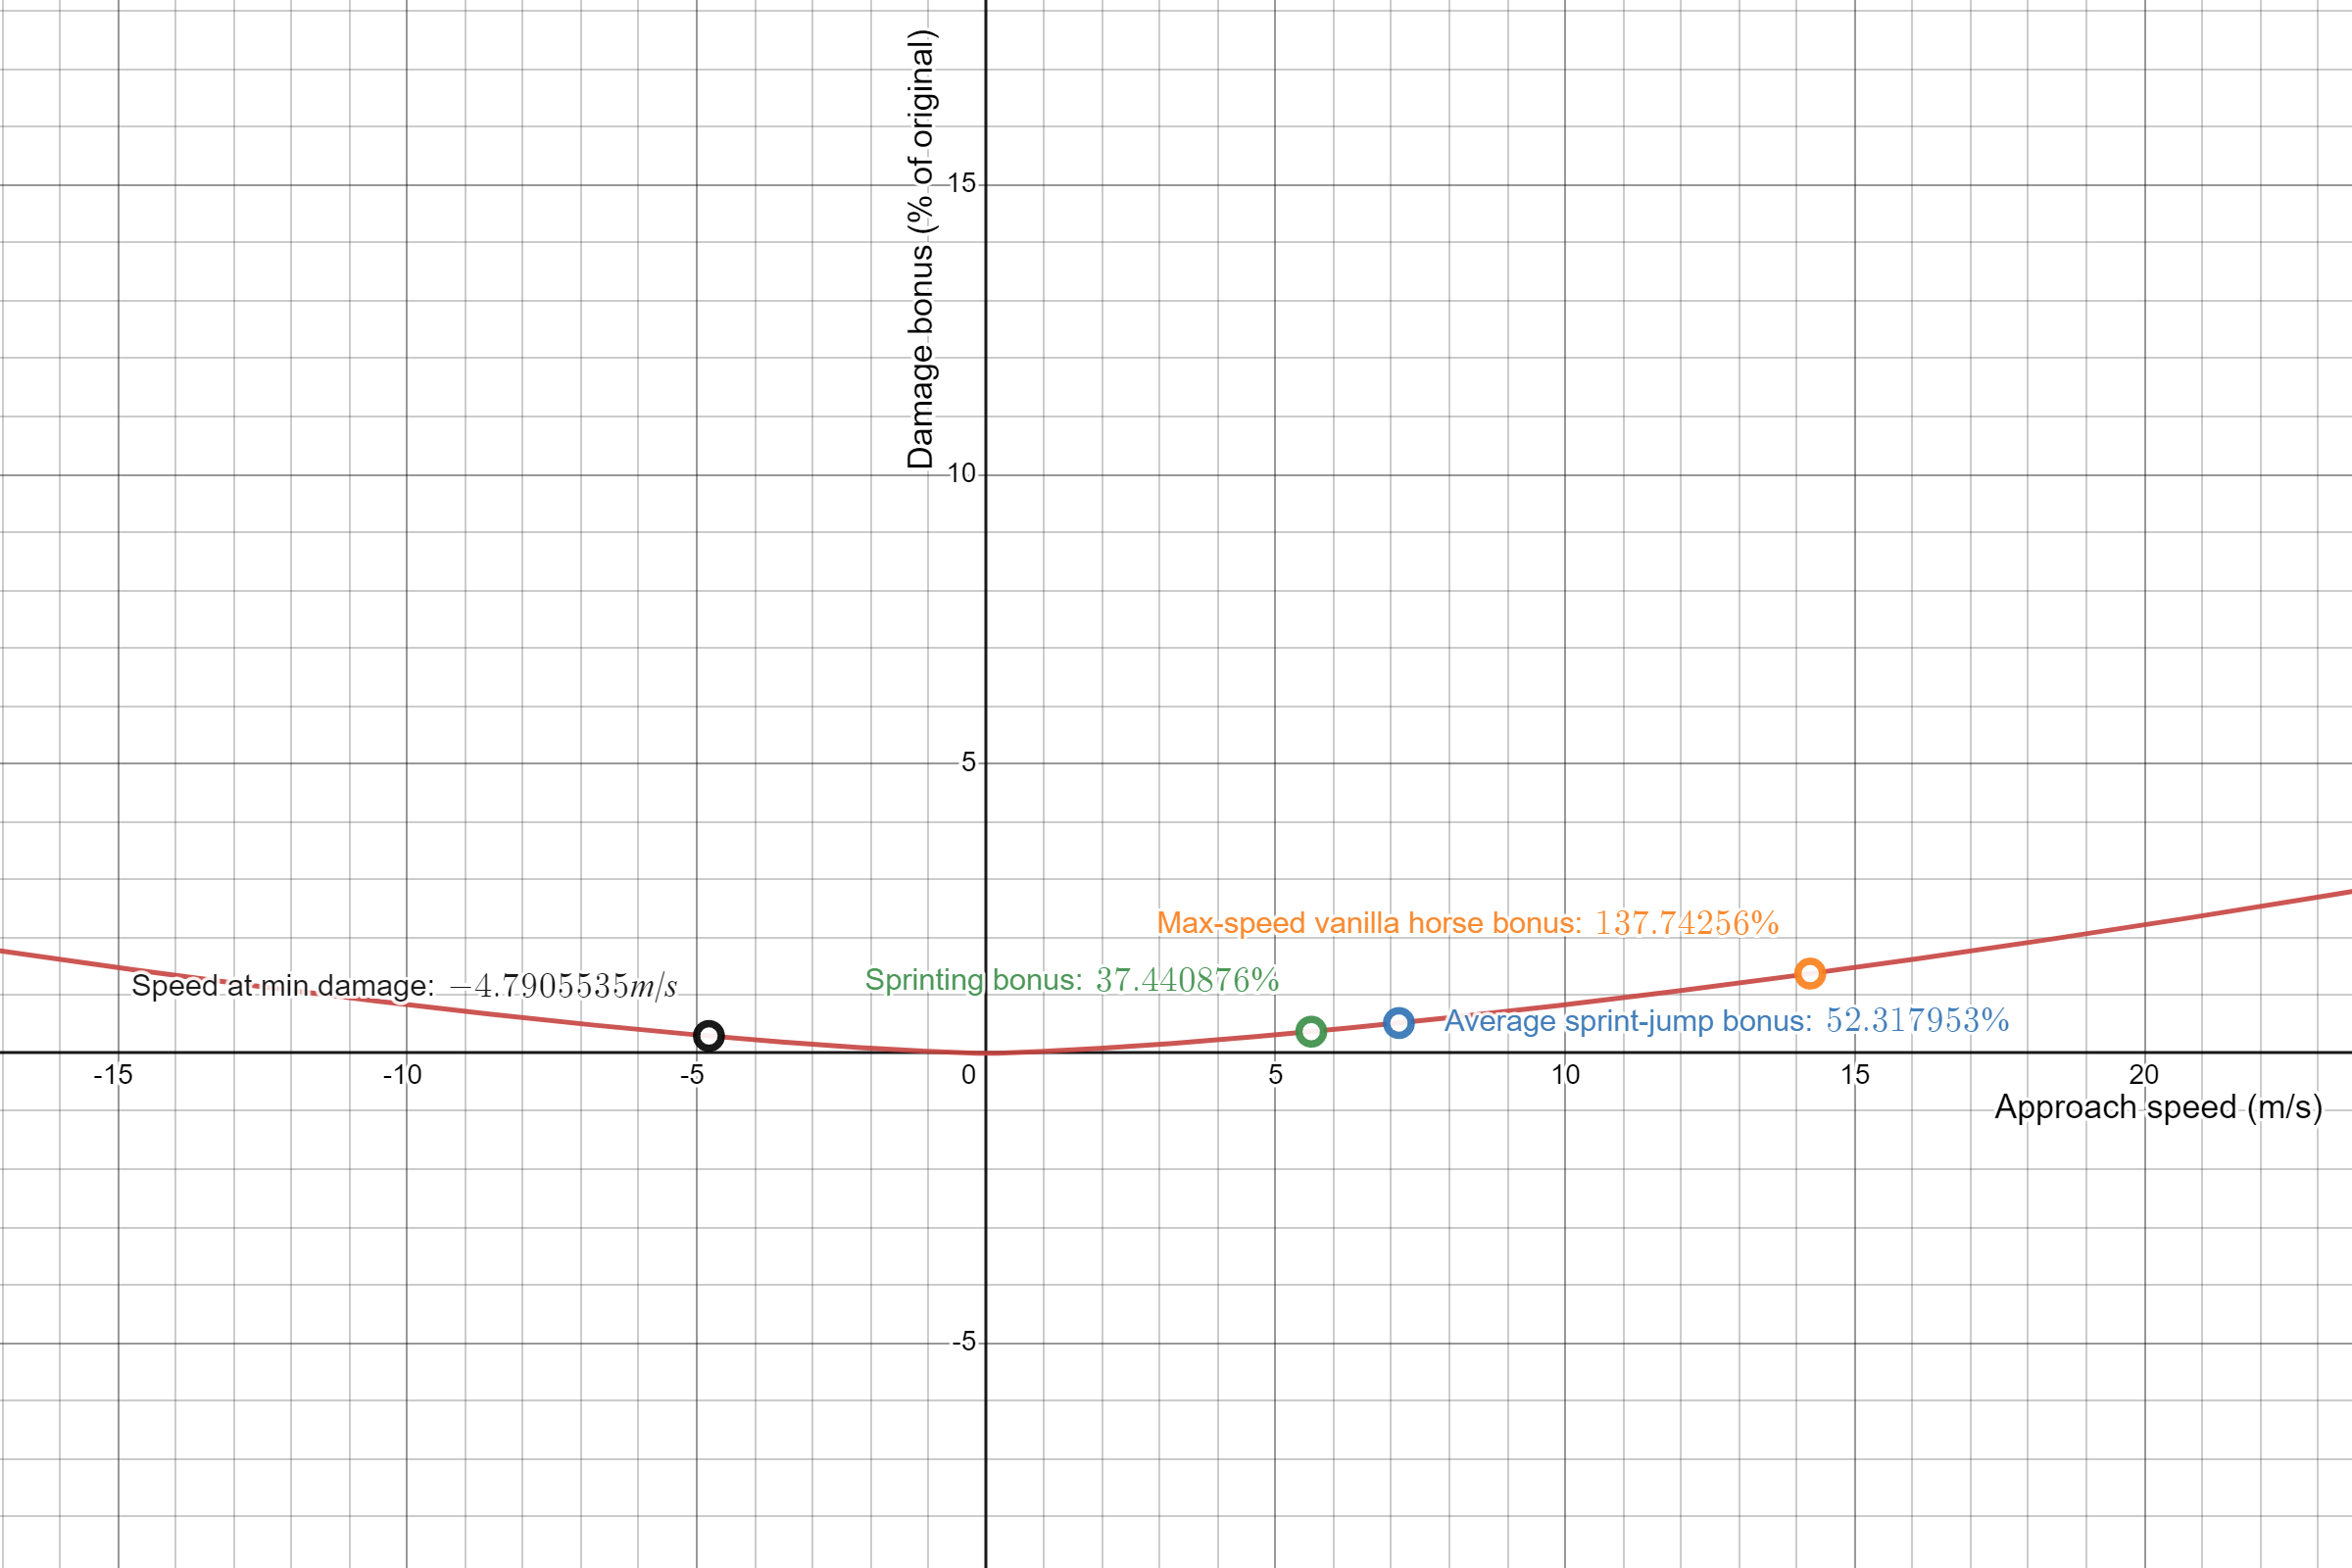 Damage bonus (% of original)
15
10
5
Max-speed vanilla horse bonus: 137.74256%
Speed at min damage: −4.7905535m/s
Sprinting bonus: 37.440876%
Average sprint-jump bonus: 52.317953%
-15 -10 -5 0 5 10 15 20
Approach speed (m/s)
-5